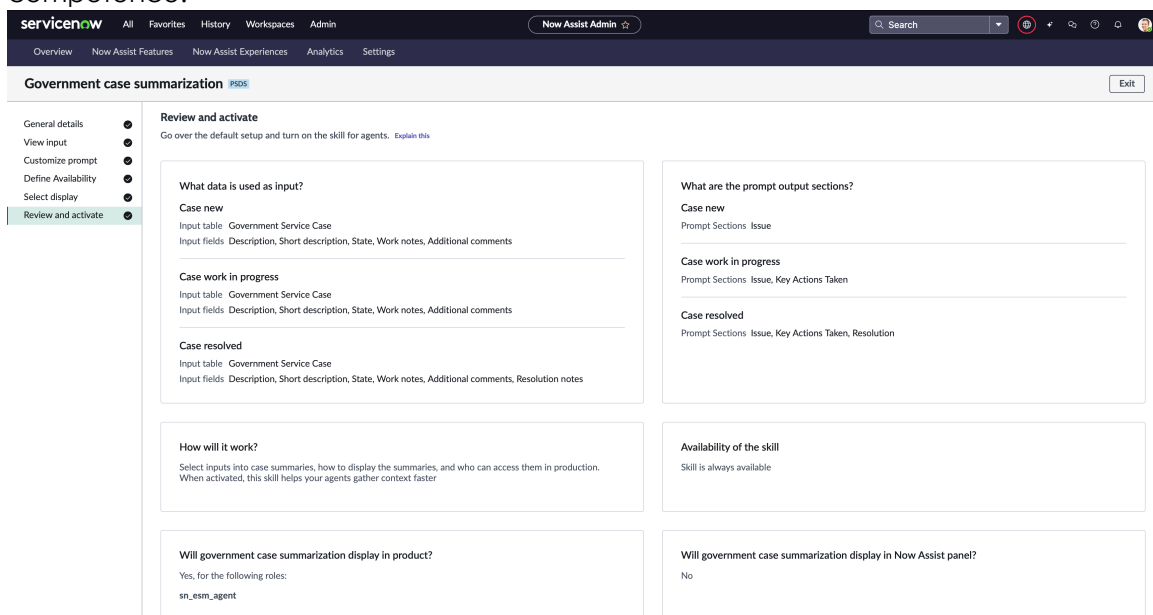 servicenow All Favorites History Workspaces Admin Now Assist Admin ☆ Search
Overview Now Assist Features Now Assist Experiences Analytics Settings
Government case summarization PSDS Exit
General details
View input
Customize prompt
Define Availability
Select display
Review and activate
Review and activate
Go over the default setup and turn on the skill for agents. Explain this
What data is used as input?
Case new
Input table Government Service Case
Input fields Description, Short description, State, Work notes, Additional comments
Case work in progress
Input table Government Service Case
Input fields Description, Short description, State, Work notes, Additional comments
Case resolved
Input table Government Service Case
Input fields Description, Short description, State, Work notes, Additional comments, Resolution notes
What are the prompt output sections?
Case new
Prompt Sections Issue
Case work in progress
Prompt Sections Issue, Key Actions Taken
Case resolved
Prompt Sections Issue, Key Actions Taken, Resolution
How will it work?
Select inputs into case summaries, how to display the summaries, and who can access them in production.
When activated, this skill helps your agents gather context faster
Availability of the skill
Skill is always available
Will government case summarization display in product?
Yes, for the following roles:
sn_esm_agent
Will government case summarization display in Now Assist panel?
No